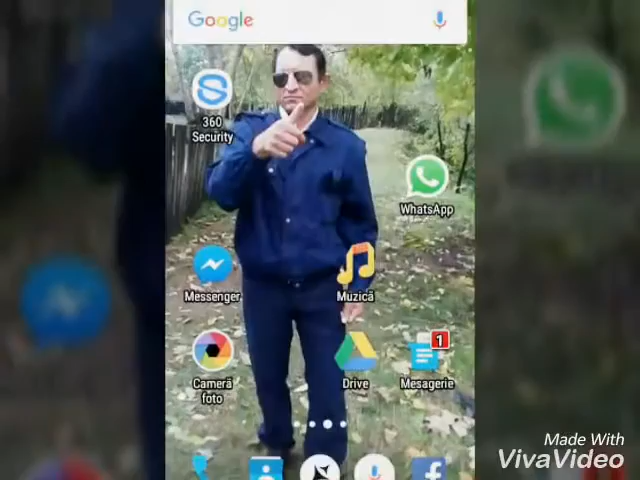 Google
360
Security
WhatsApp
Messenger
Muzică
Cameră
foto
Drive
1
Mesagerie
Made With
VivaVideo